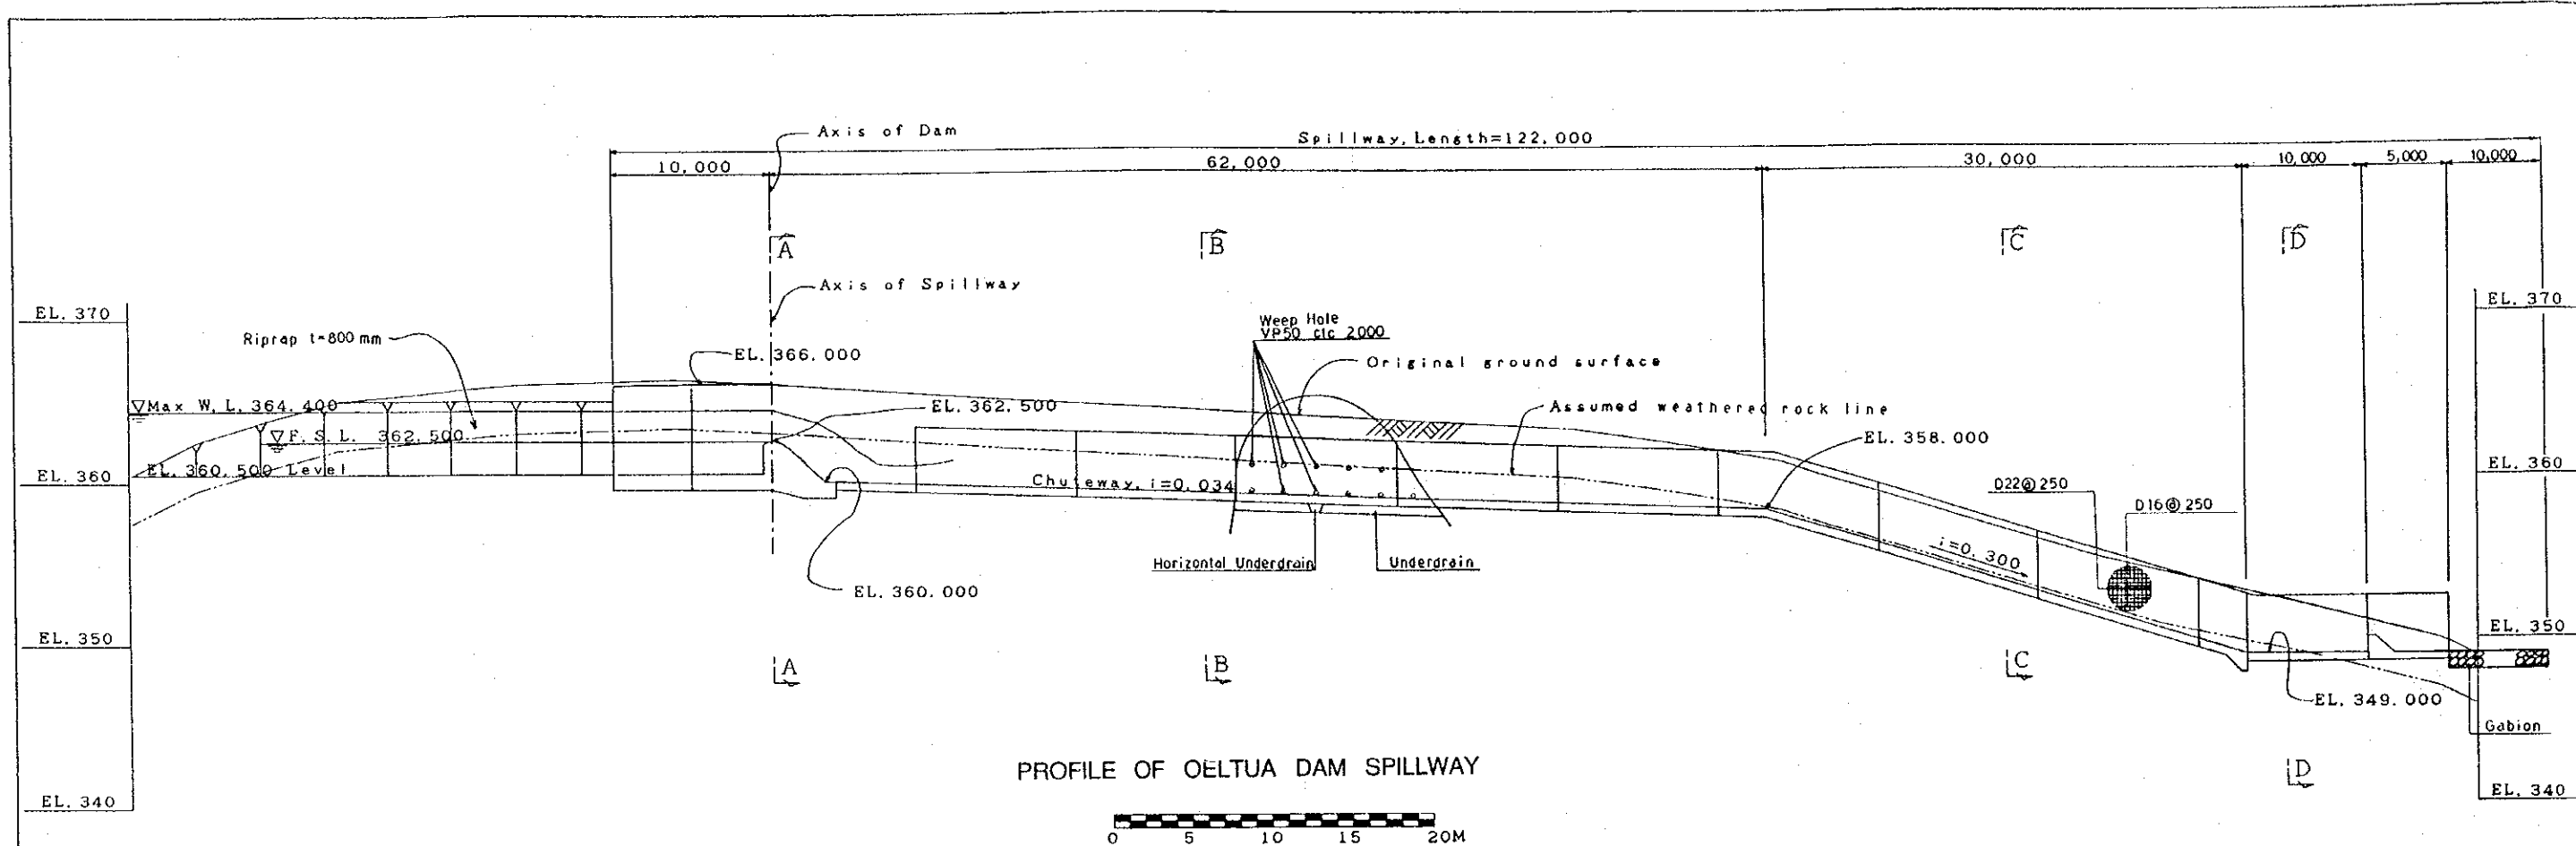 Axis of Dam
Spillway, Length=122,000
10,000
62,000
30,000
10,000
5,000
10,000
A
B
C
D
Axis of Spillway
EL. 370
EL. 370
Riprap t=800 mm
Weep Hole
VP50 ctc 2000
EL. 366.000
Original ground surface
Max W. L. 364.400
EL. 362.500
Assumed weathered rock line
F. S. L. 362.500
EL. 358.000
EL. 360.500 Level
EL. 360
EL. 360
Chuteway, i=0.034
D22@250
D16@250
i=0.300
Horizontal Underdrain
Underdrain
EL. 360.000
EL. 350
EL. 350
A
B
C
EL. 349.000
Gabion
PROFILE OF OELTUA DAM SPILLWAY
D
EL. 340
EL. 340
0 5 10 15 20M